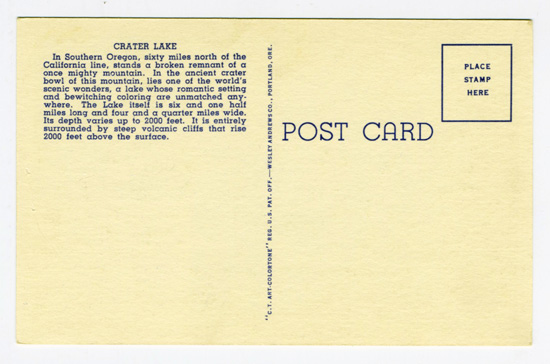 CRATER LAKE
In Southern Oregon, sixty miles north of the
California line, stands a broken remnant of a
once mighty mountain. In the ancient crater
bowl of this mountain, lies one of the world's
scenic wonders, a lake whose romantic setting
and bewitching coloring are unmatched any-
where. The Lake itself is six and one half
miles long and four and a quarter miles wide.
Its depth varies up to 2000 feet. It is entirely
surrounded by steep volcanic cliffs that rise
2000 feet above the surface.
"C.T. ART-COLORTONE" REG. U.S. PAT. OFF.—WESLEY ANDREWS CO., PORTLAND, ORE.
POST CARD
PLACE
STAMP
HERE